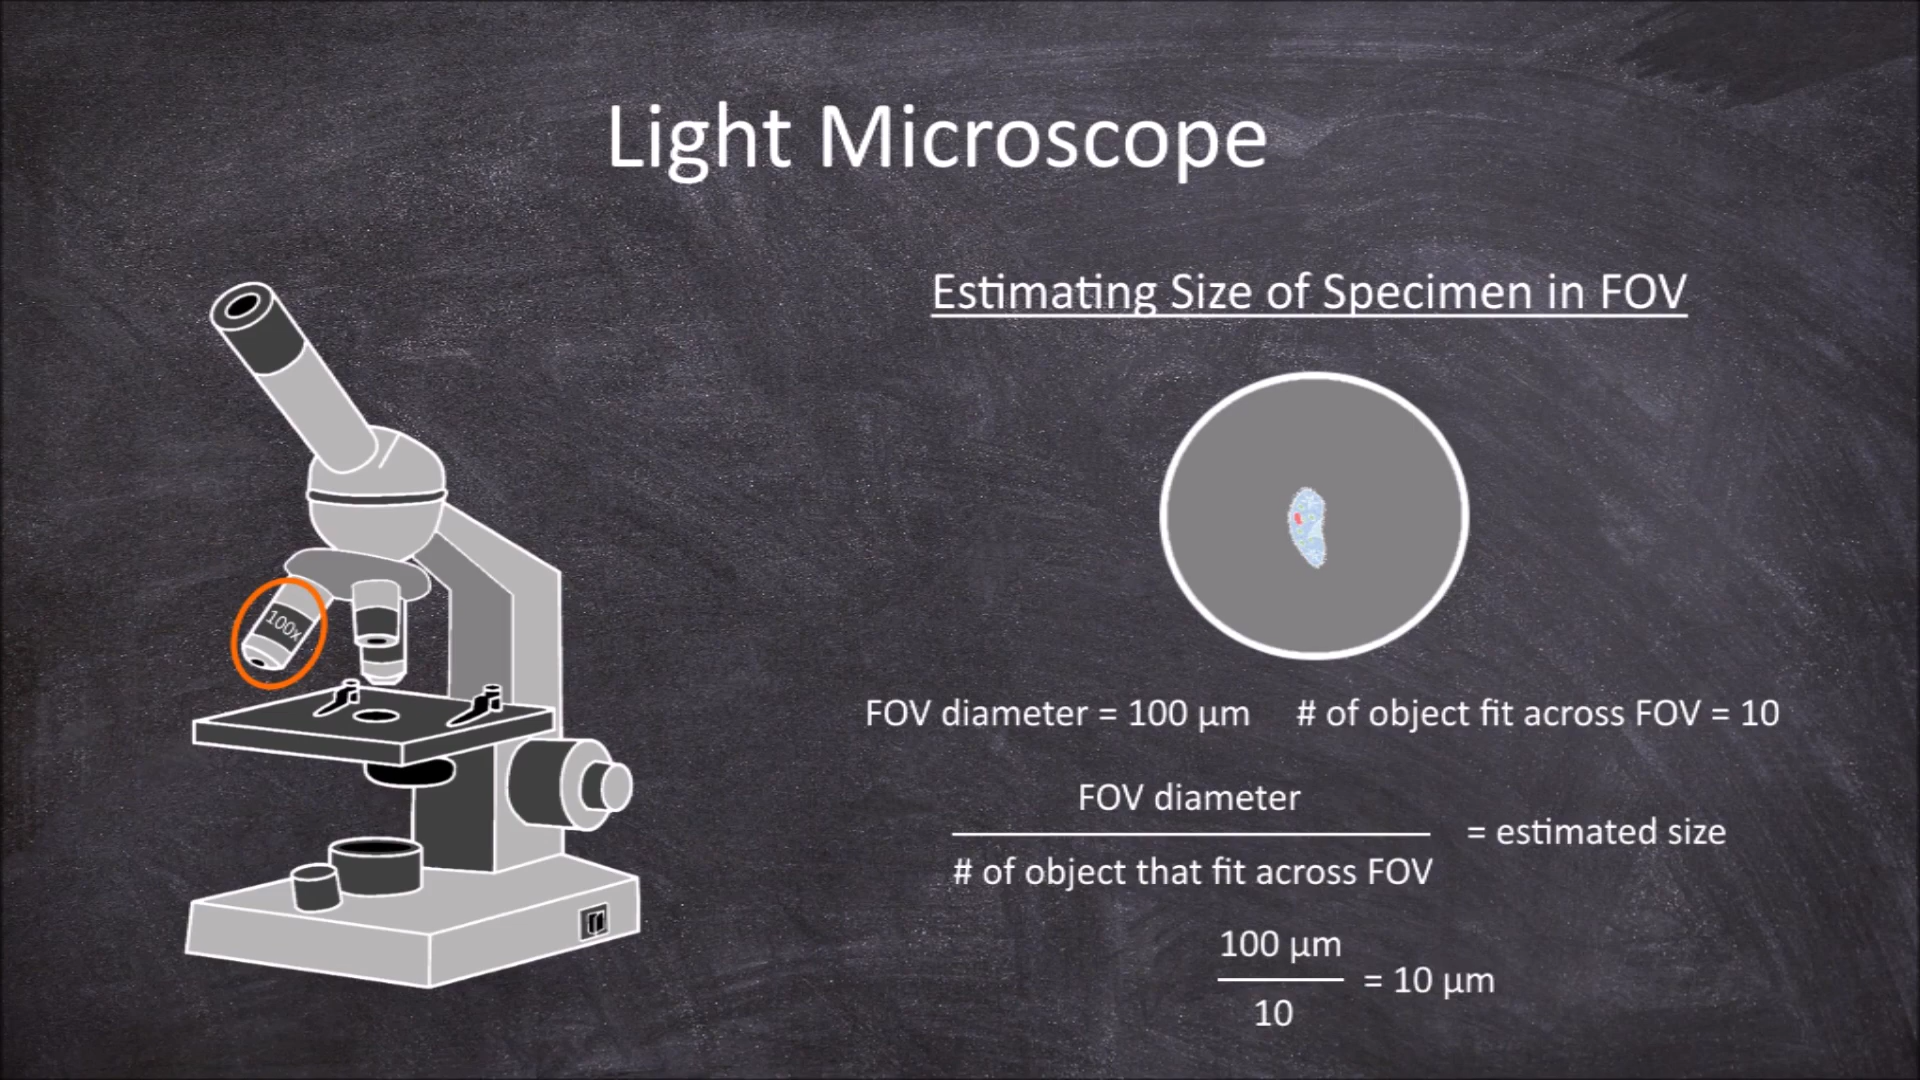 Light Microscope
Estimating Size of Specimen in FOV
100x
FOV diameter = 100 µm
# of object fit across FOV = 10
FOV diameter
# of object that fit across FOV
= estimated size
100 µm
10
= 10 µm